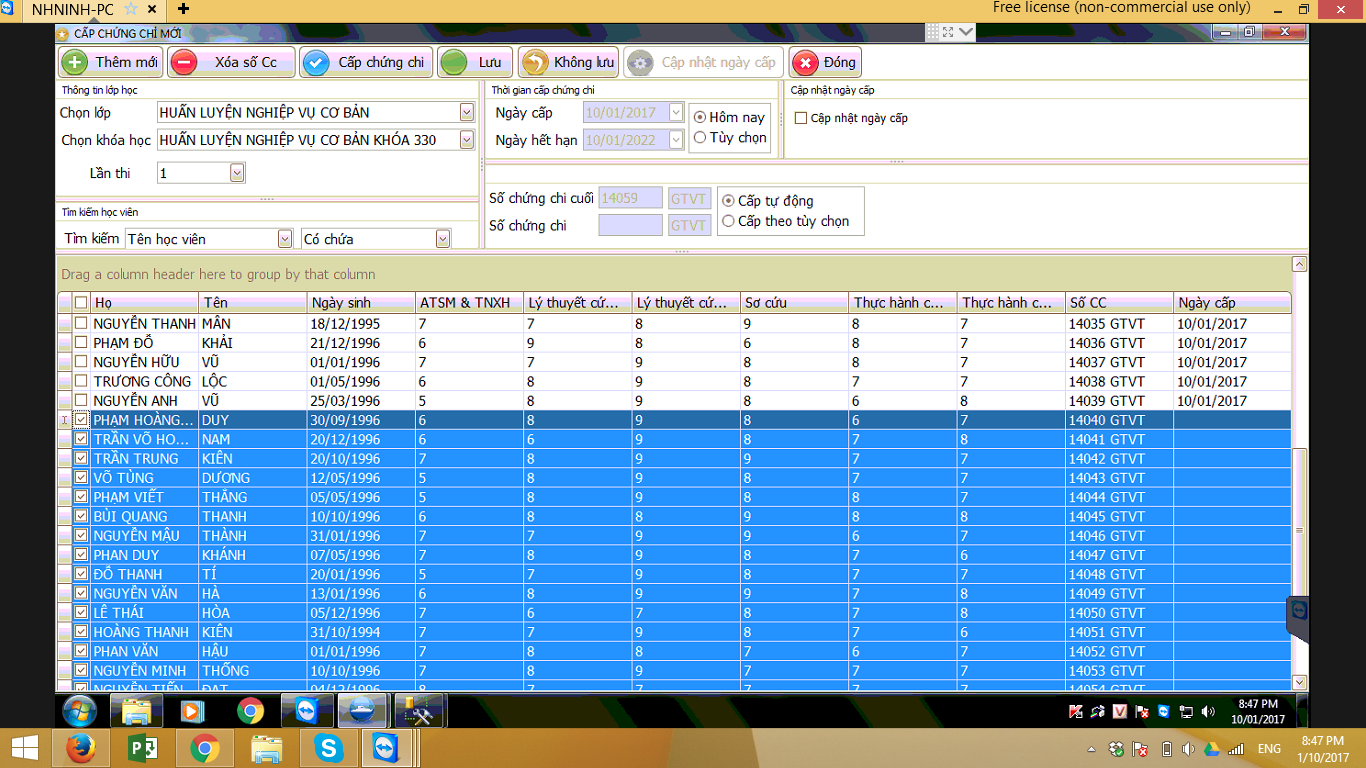 NHNINH-PC
Free license (non-commercial use only)
CẤP CHỨNG CHỈ MỚI
Thêm mới Xóa số Cc Cấp chứng chỉ Lưu Không lưu Cập nhật ngày cấp Đóng
Thông tin lớp học
Chọn lớp HUẤN LUYỆN NGHIỆP VỤ CƠ BẢN
Chọn khóa học HUẤN LUYỆN NGHIỆP VỤ CƠ BẢN KHÓA 330
Lần thi 1
Tìm kiếm học viên
Tìm kiếm Tên học viên Có chứa
Thời gian cấp chứng chỉ
Ngày cấp 10/01/2017
Ngày hết hạn 10/01/2022
Hôm nay
Tùy chọn
Cập nhật ngày cấp
Cập nhật ngày cấp
Số chứng chỉ cuối 14059 GTVT
Số chứng chỉ GTVT
Cấp tự động
Cấp theo tùy chọn
Drag a column header here to group by that column
Họ Tên Ngày sinh ATSM & TNXH Lý thuyết cứ... Lý thuyết cứ... Sơ cứu Thực hành c... Thực hành c... Số CC Ngày cấp
NGUYỄN THANH MÂN 18/12/1995 7 7 8 9 8 7 14035 GTVT 10/01/2017
PHẠM ĐỖ KHẢI 21/12/1996 6 9 8 6 8 7 14036 GTVT 10/01/2017
NGUYỄN HỮU VŨ 01/01/1996 7 7 9 8 8 7 14037 GTVT 10/01/2017
TRƯƠNG CÔNG LỘC 01/05/1996 6 8 9 8 7 7 14038 GTVT 10/01/2017
NGUYỄN ANH VŨ 25/03/1996 5 8 9 8 6 8 14039 GTVT 10/01/2017
PHẠM HOÀNG... DUY 30/09/1996 6 8 9 8 6 7 14040 GTVT
TRẦN VÕ HO... NAM 20/12/1996 6 6 9 8 7 8 14041 GTVT
TRẦN TRUNG KIÊN 20/10/1996 6 8 9 9 7 7 14042 GTVT
VÕ TÙNG DƯƠNG 12/05/1996 5 8 9 8 7 7 14043 GTVT
PHẠM VIẾT THẮNG 05/05/1996 5 8 9 8 8 7 14044 GTVT
BÙI QUANG THANH 10/10/1996 6 8 8 9 8 8 14045 GTVT
NGUYỄN MẬU THÀNH 31/01/1996 7 7 9 9 6 7 14046 GTVT
PHAN DUY KHÁNH 07/05/1996 7 8 9 8 7 6 14047 GTVT
ĐỖ THANH TÍ 20/01/1996 5 7 9 8 7 7 14048 GTVT
NGUYỄN VĂN HÀ 13/01/1996 6 8 9 8 7 8 14049 GTVT
LÊ THÁI HÒA 05/12/1996 7 6 7 8 7 8 14050 GTVT
HOÀNG THANH KIÊN 31/10/1994 7 7 9 8 7 6 14051 GTVT
PHAN VĂN HẬU 01/01/1996 7 8 8 7 6 7 14052 GTVT
NGUYỄN MINH THỐNG 10/10/1996 7 8 9 7 7 7 14053 GTVT
NGUYỄN TIẾN ĐẠT 04/12/1996 8 7 7 7 7 7 14054 GTVT
8:47 PM
10/01/2017
ENG
8:47 PM
1/10/2017